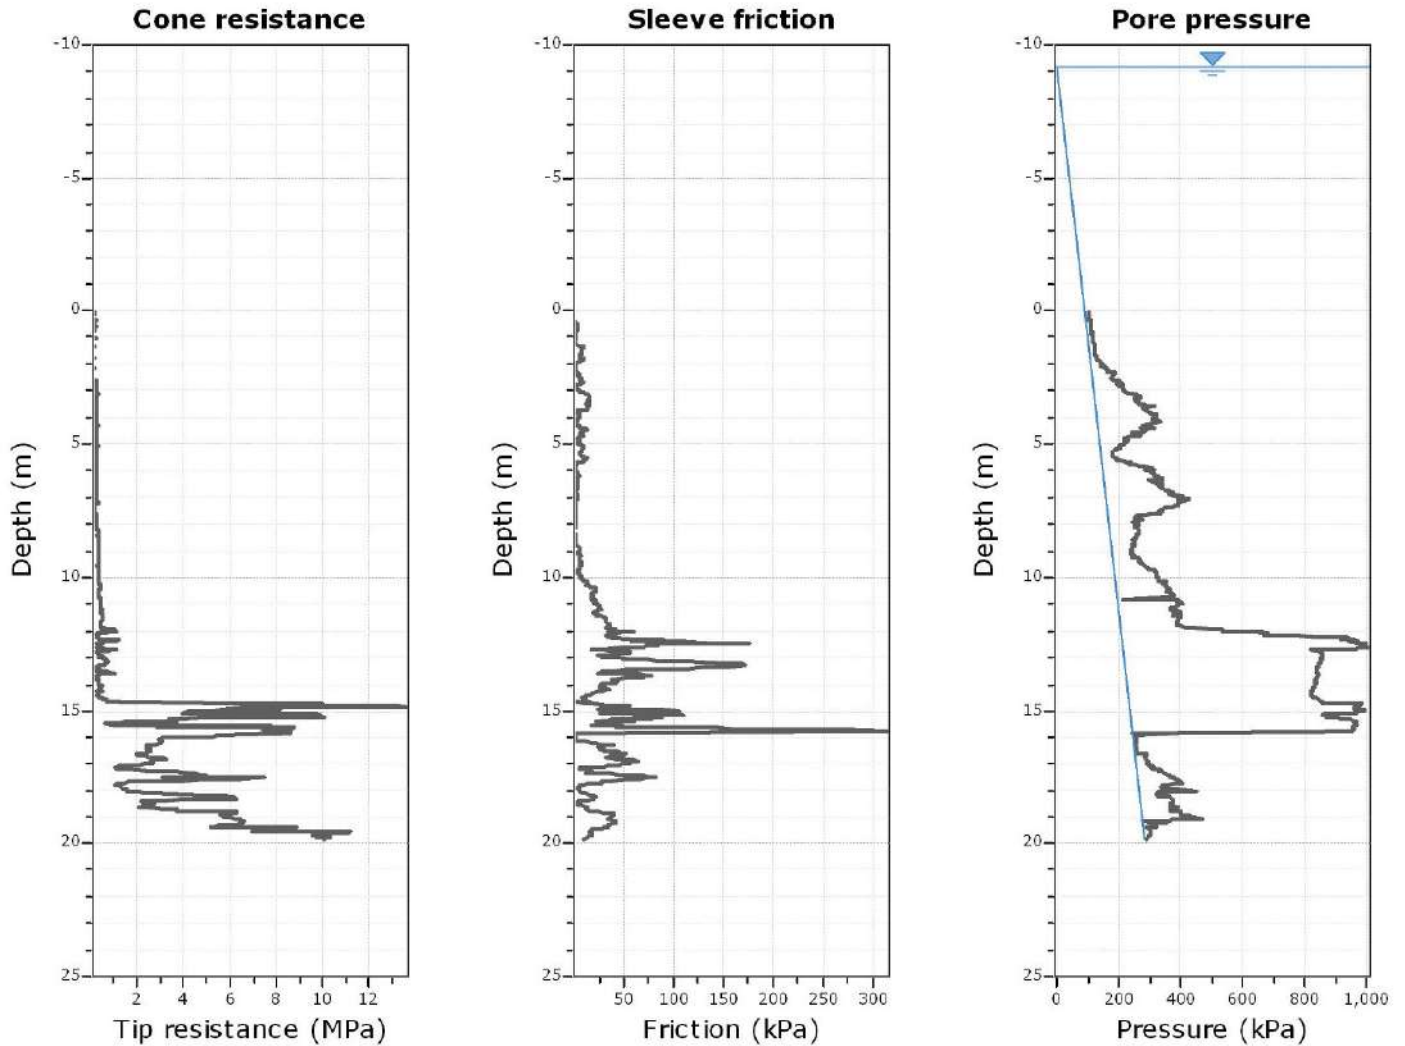 Cone resistance
-10
-5
0
5
10
15
20
25
Depth (m)
2 4 6 8 10 12
Tip resistance (MPa)
Sleeve friction
-10
-5
0
5
10
15
20
25
Depth (m)
50 100 150 200 250 300
Friction (kPa)
Pore pressure
-10
-5
0
5
10
15
20
25
Depth (m)
0 200 400 600 800 1,000
Pressure (kPa)